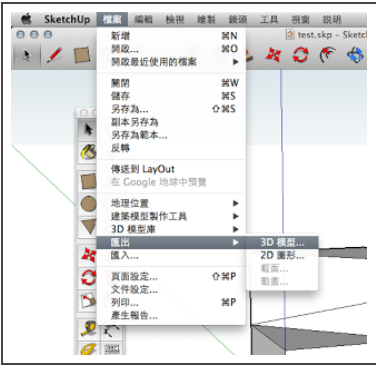 SketchUp 檔案 編輯 檢視 繪製 鏡頭 工具 視窗 說明
test.skp – Sketc
新增 ⌘N
開啟... ⌘O
開啟最近使用的檔案 ▶
關閉 ⌘W
儲存 ⌘S
另存為... ⇧⌘S
副本另存為
另存為範本...
反轉
傳送到 LayOut
在 Google 地球中預覽
地理位置 ▶
建築模型製作工具 ▶
3D 模型庫 ▶
匯出 ▶ 3D 模型...
匯入... 2D 圖形...
截面...
頁面設定... ⇧⌘P 動畫...
文件設定...
列印... ⌘P
產生報告...